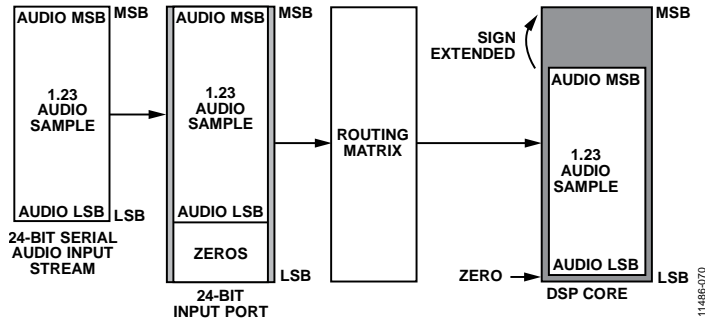 AUDIO MSB
MSB
1.23
AUDIO
SAMPLE
AUDIO LSB
LSB
24-BIT SERIAL
AUDIO INPUT
STREAM
AUDIO MSB
MSB
1.23
AUDIO
SAMPLE
AUDIO LSB
ZEROS
LSB
24-BIT
INPUT PORT
ROUTING
MATRIX
MSB
SIGN
EXTENDED
AUDIO MSB
1.23
AUDIO
SAMPLE
AUDIO LSB
ZERO
LSB
DSP CORE
11486-070